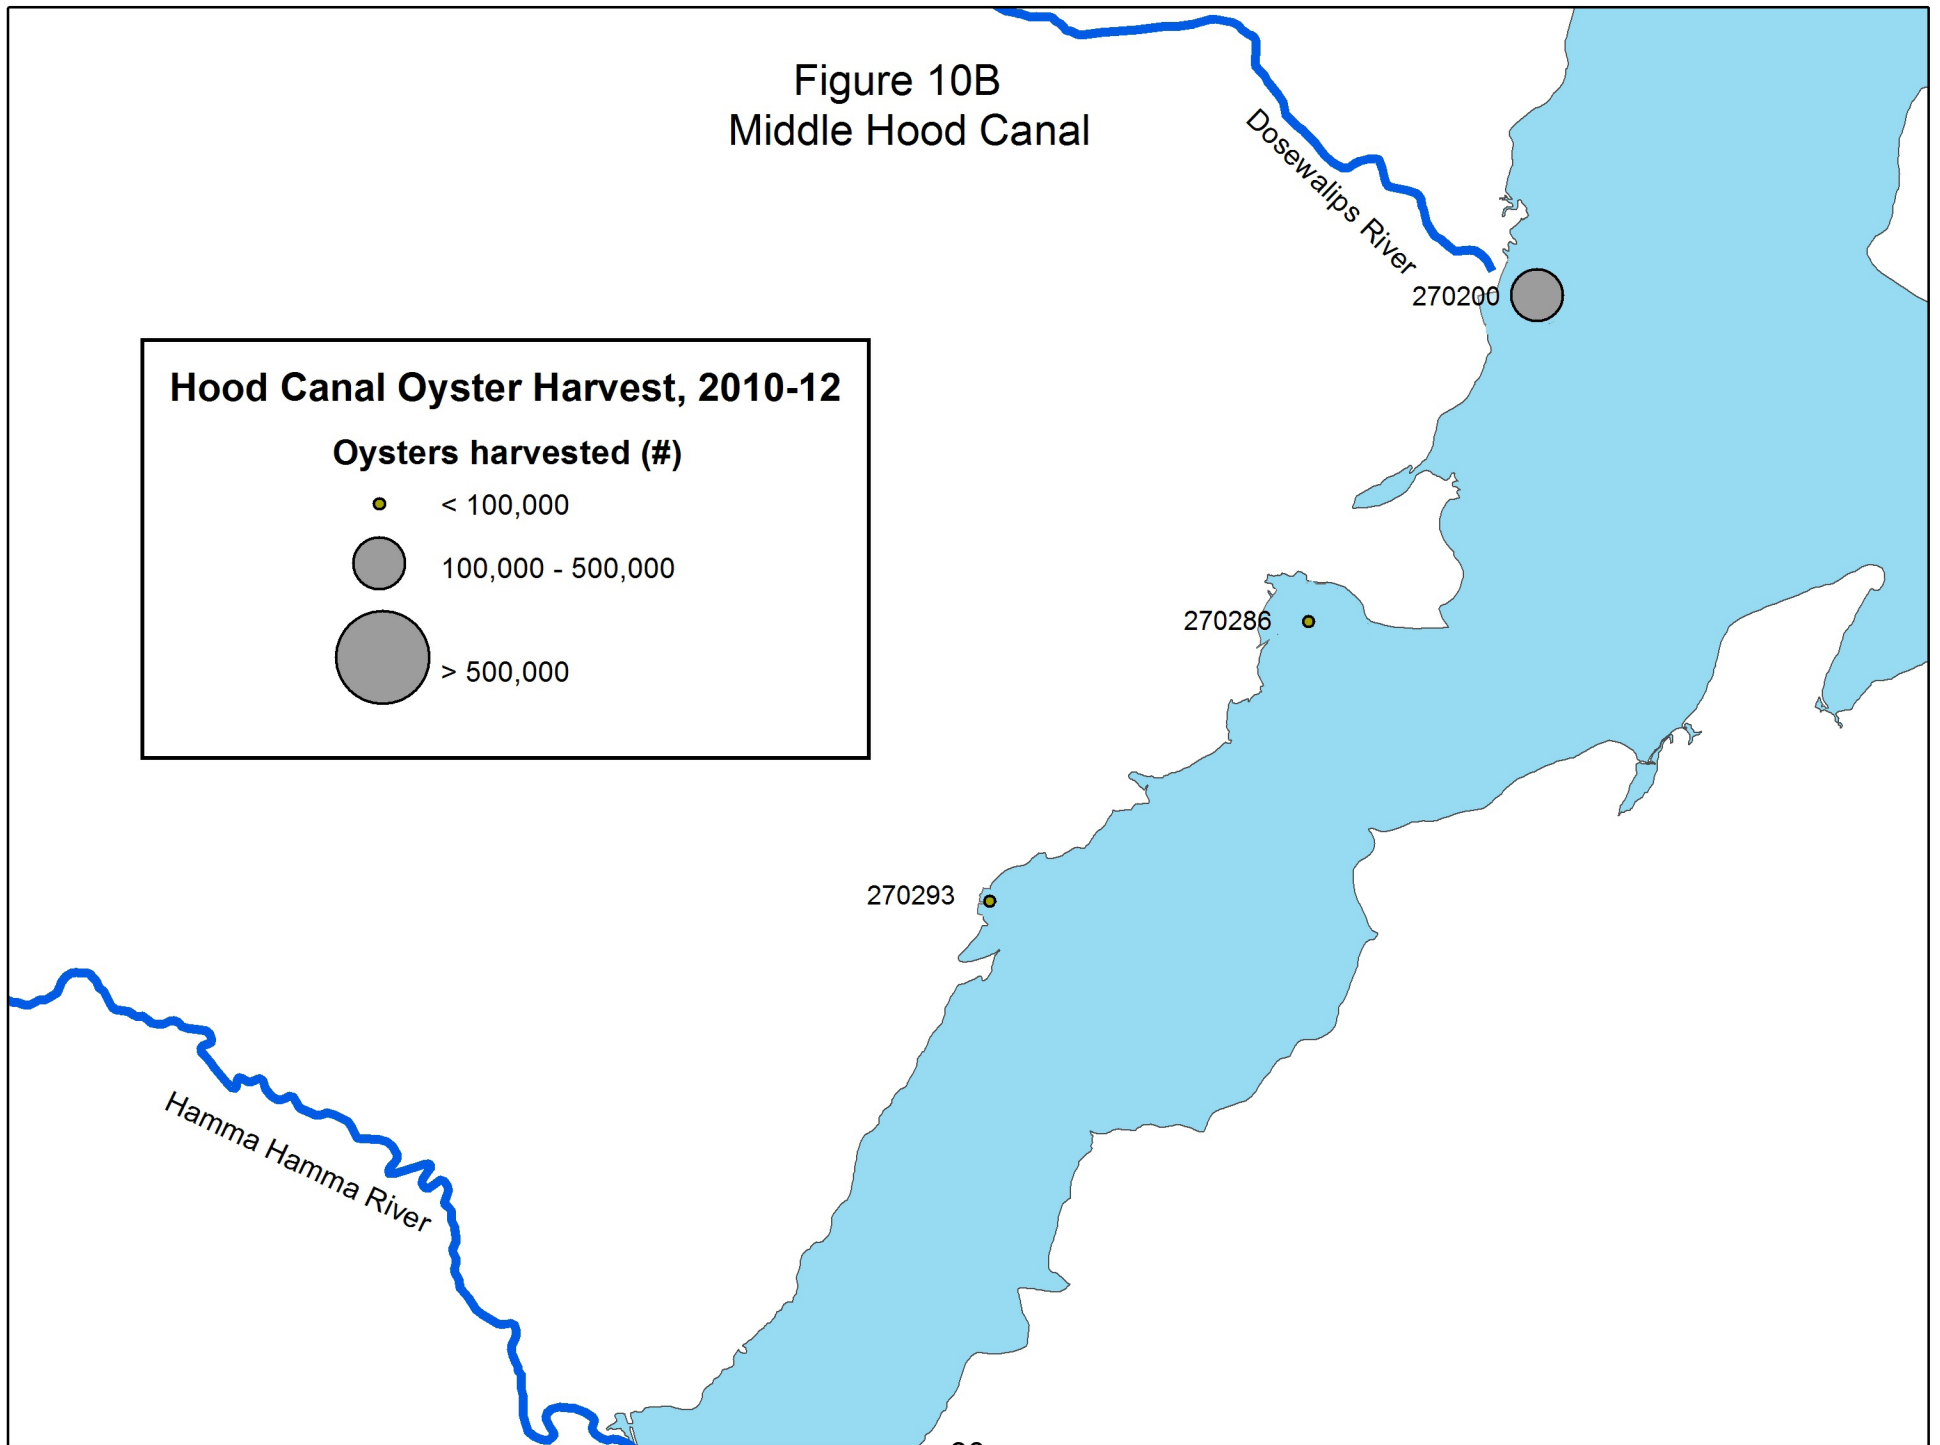 Figure 10B
Middle Hood Canal
Dosewalips River
270200
Hood Canal Oyster Harvest, 2010-12
Oysters harvested (#)
< 100,000
100,000 - 500,000
> 500,000
270286
270293
Hamma Hamma River